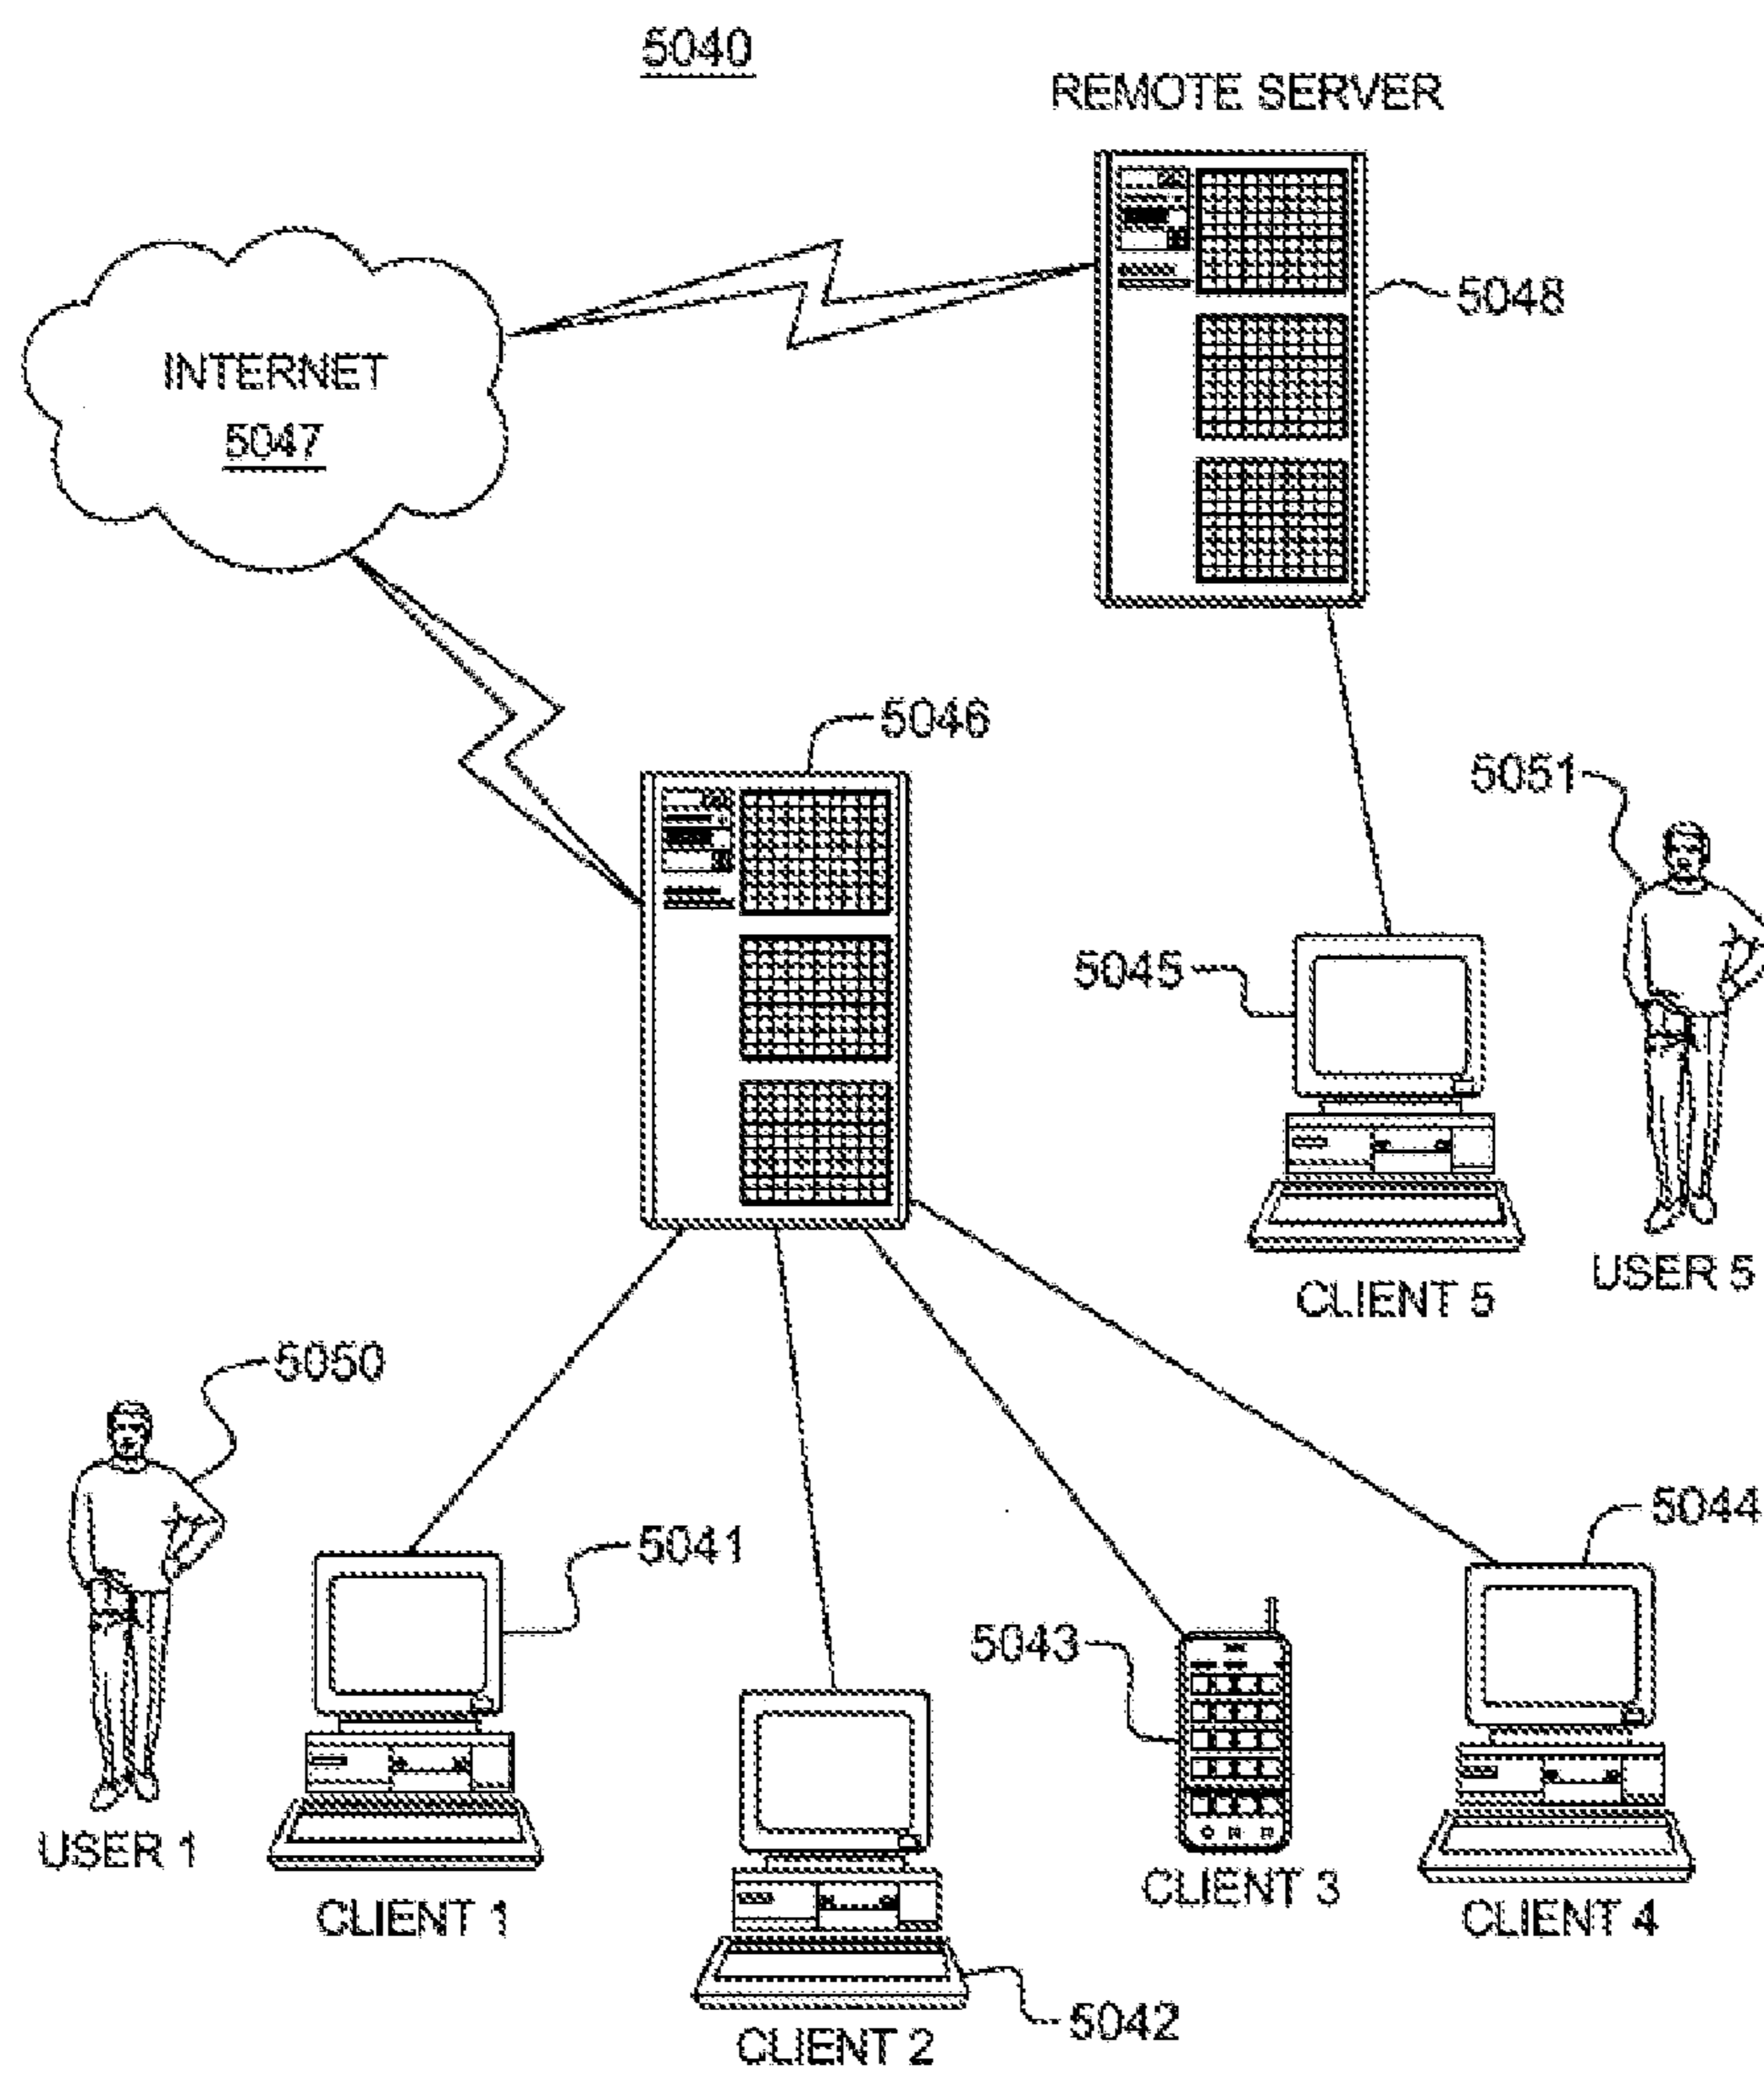 5040
REMOTE SERVER
5048
INTERNET
5047
5046
5051
5045
USER 5
CLIENT 5
5050
5044
5041
5043
USER 1
CLIENT 3
CLIENT 1
CLIENT 4
5042
CLIENT 2